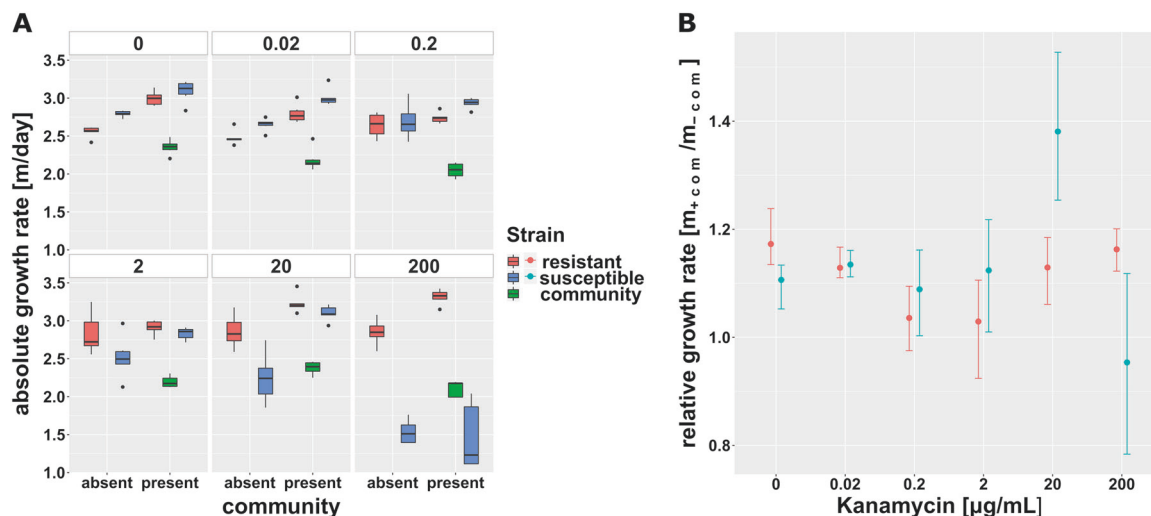 A
0 0.02 0.2
3.5
3.0
2.5
2.0
1.5
1.0
2 20 200
3.5
3.0
2.5
2.0
1.5
1.0
absolute growth rate [m/day]
absent present absent present absent present
community
Strain
resistant
susceptible
community
B
relative growth rate [m+com/m-com]
1.4
1.2
1.0
0.8
0 0.02 0.2 2 20 200
Kanamycin [µg/mL]